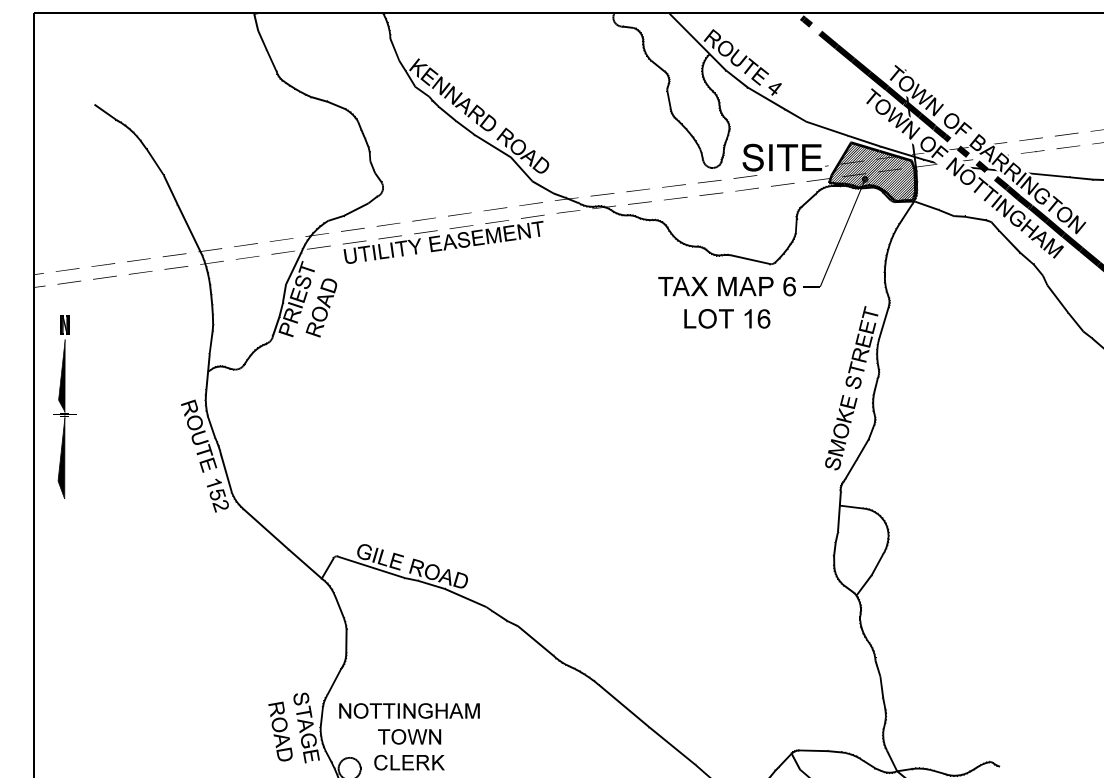 ROUTE 4
KENNARD ROAD
TOWN OF BARRINGTON
TOWN OF NOTTINGHAM
SITE
UTILITY EASEMENT
PRIEST
ROAD
TAX MAP 6
LOT 16
N
SMOKE STREET
ROUTE 152
GILE ROAD
STAGE
ROAD
NOTTINGHAM
TOWN
CLERK